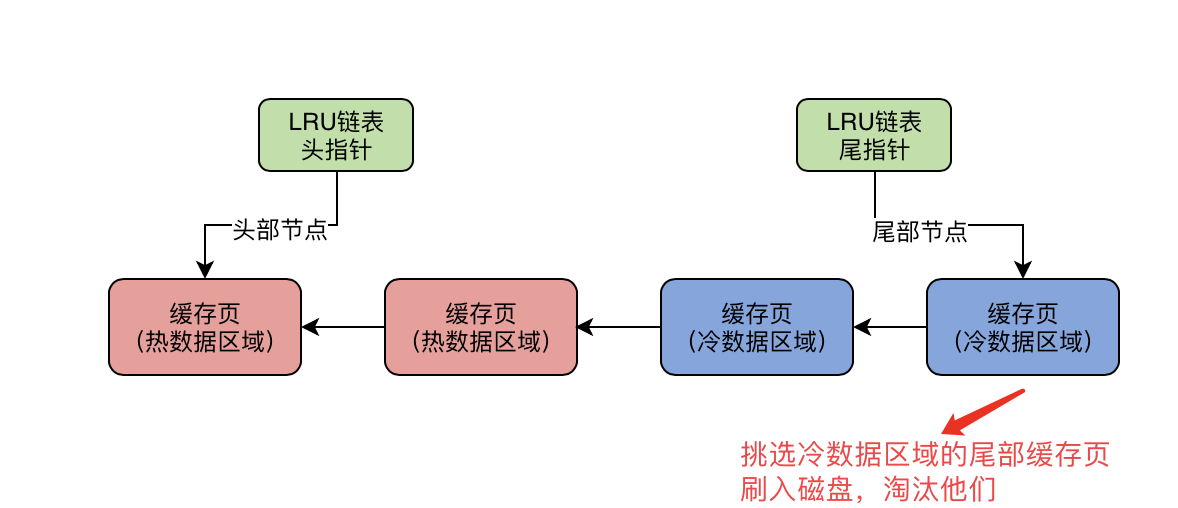 LRU链表
头指针
LRU链表
尾指针
头部节点
尾部节点
缓存页
（热数据区域）
缓存页
（热数据区域）
缓存页
（冷数据区域）
缓存页
（冷数据区域）
挑选冷数据区域的尾部缓存页
刷入磁盘，淘汰他们